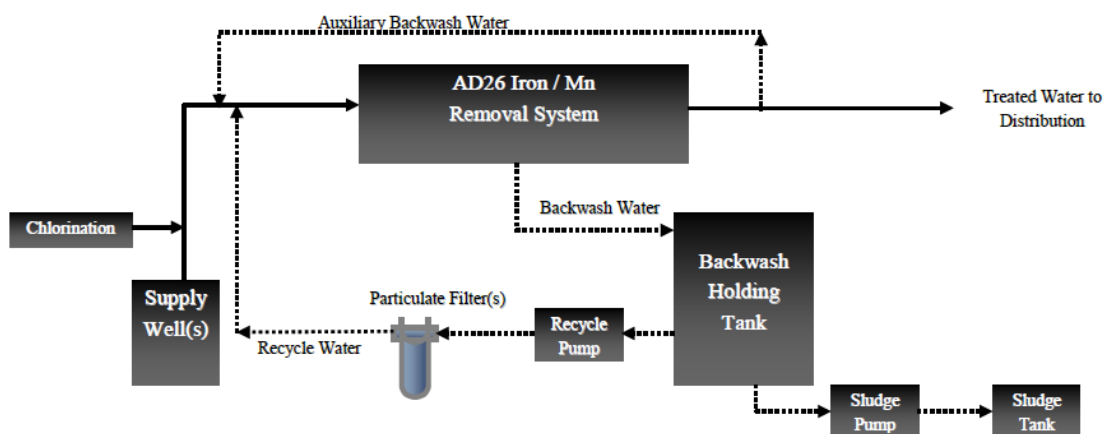 Auxiliary Backwash Water
AD26 Iron / Mn
Removal System
Treated Water to
Distribution
Backwash Water
Chlorination
Backwash
Holding
Tank
Supply
Well(s)
Particulate Filter(s)
Recycle
Pump
Recycle Water
Sludge
Pump
Sludge
Tank